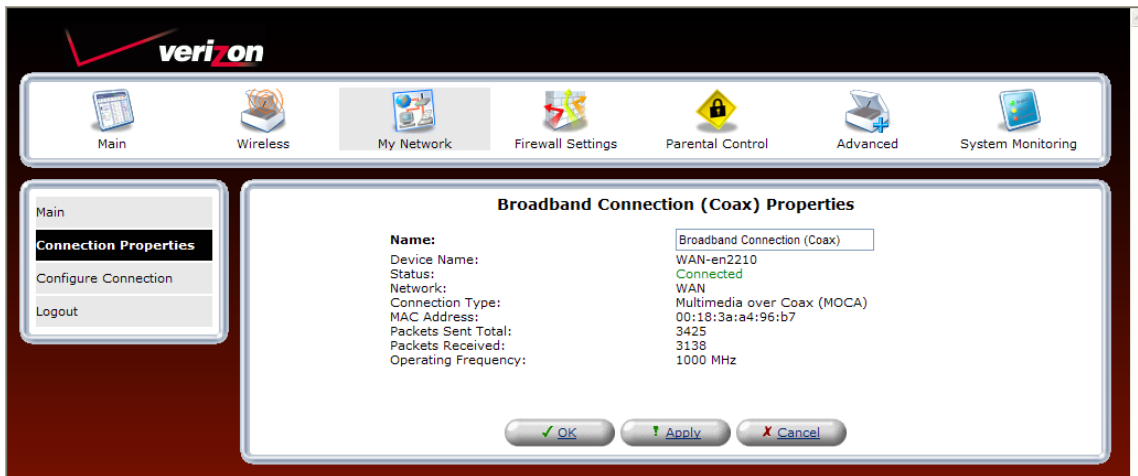 verizon
Main Wireless My Network Firewall Settings Parental Control Advanced System Monitoring
Main
Connection Properties
Configure Connection
Logout
Broadband Connection (Coax) Properties
Name: Broadband Connection (Coax)
Device Name: WAN-en2210
Status: Connected
Network: WAN
Connection Type: Multimedia over Coax (MOCA)
MAC Address: 00:18:3a:a4:96:b7
Packets Sent Total: 3425
Packets Received: 3138
Operating Frequency: 1000 MHz
OK Apply Cancel